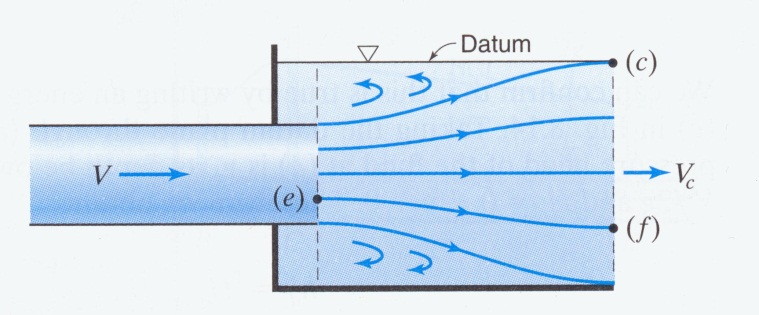 Datum
(c)
V
V_c
(e)
(f)